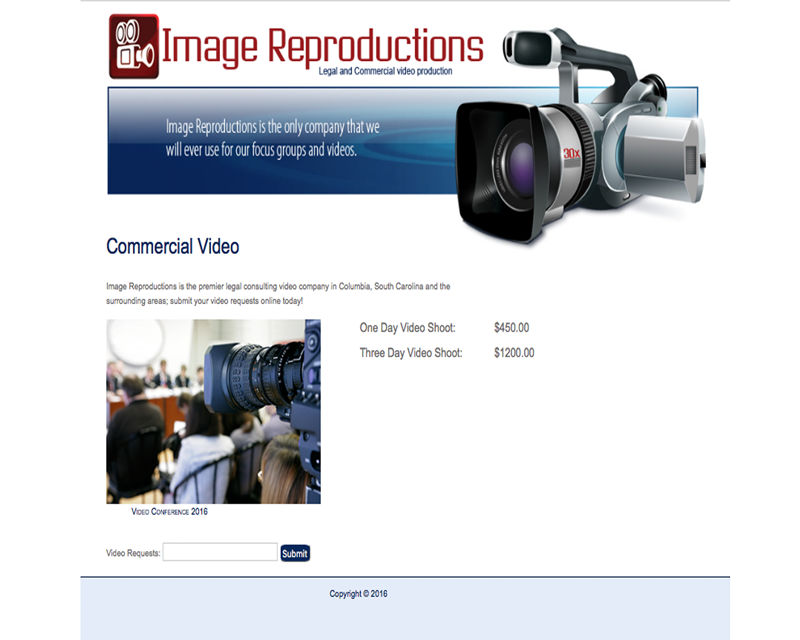 Image Reproductions
Legal and Commercial video production
Image Reproductions is the only company that we
will ever use for our focus groups and videos.
30x
Commercial Video
Image Reproductions is the premier legal consulting video company in Columbia, South Carolina and the
surrounding areas; submit your video requests online today!
One Day Video Shoot: $450.00
Three Day Video Shoot: $1200.00
Video Conference 2016
Video Requests: Submit
Copyright © 2016